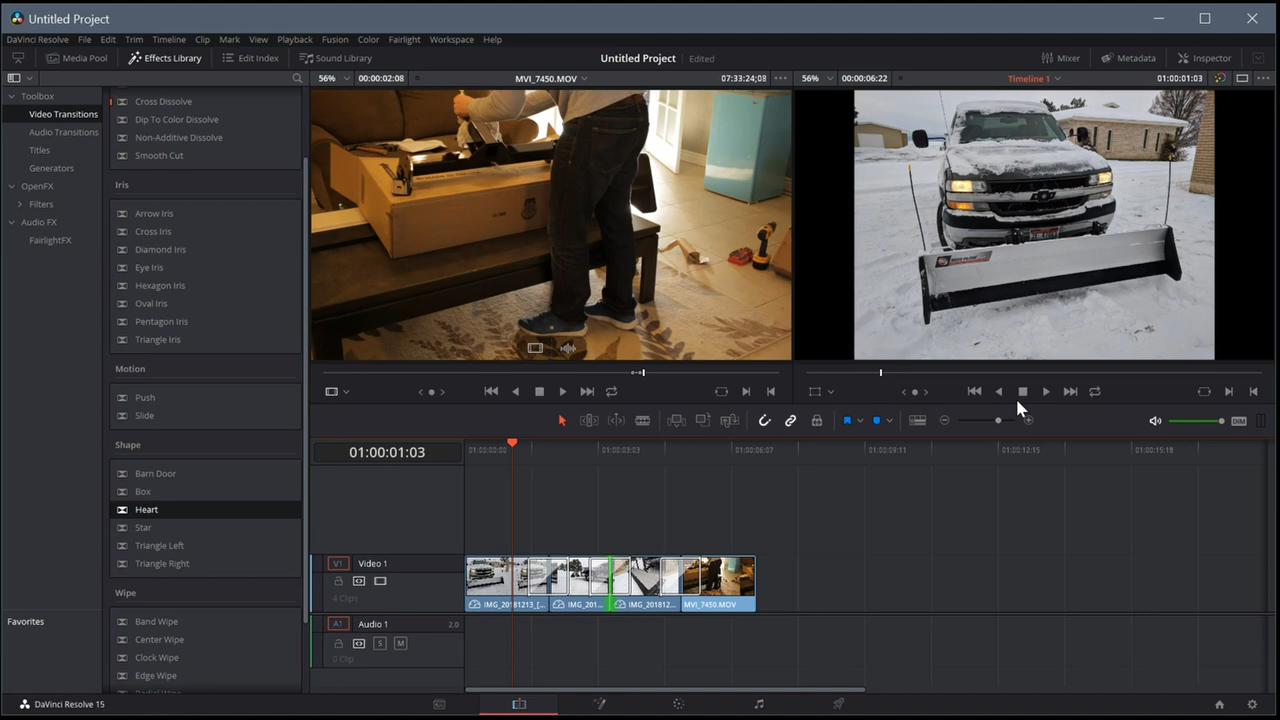 Untitled Project
DaVinci Resolve File Edit Trim Timeline Clip Mark View Playback Fusion Color Fairlight Workspace Help
Media Pool Effects Library Edit Index Sound Library Untitled Project Edited Mixer Metadata Inspector
56% 00:00:02:08 MVI_7450.MOV 07:33:24;08 ••• 56% 00:00:06:22 Timeline 1 01:00:01:03 •••
Toolbox
Video Transitions
Audio Transitions
Titles
Generators
OpenFX
Filters
Audio FX
FairlightFX
Favorites
Cross Dissolve
Dip To Color Dissolve
Non-Additive Dissolve
Smooth Cut
Iris
Arrow Iris
Cross Iris
Diamond Iris
Eye Iris
Hexagon Iris
Oval Iris
Pentagon Iris
Triangle Iris
Motion
Push
Slide
Shape
Barn Door
Box
Heart
Star
Triangle Left
Triangle Right
Wipe
Band Wipe
Center Wipe
Clock Wipe
Edge Wipe
DIM
01:00:01:03
01:00:00:00 01:00:03:03 01:00:06:07 01:00:09:11 01:00:12:15 01:00:15:18
V1 Video 1
4 Clips
IMG_20181213_[... IMG_201... IMG_201812... MVI_7450.MOV
A1 Audio 1 2.0
S M
0 Clip
DaVinci Resolve 15